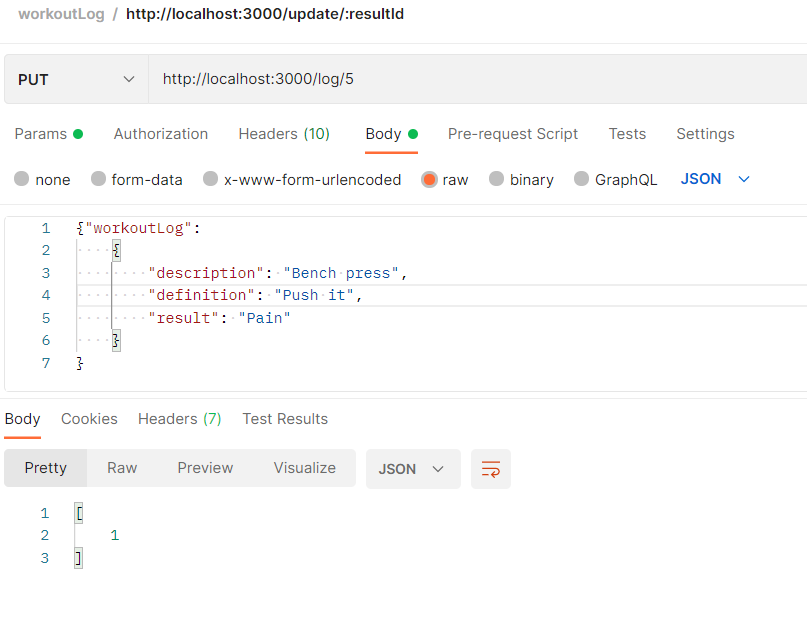 workoutLog / http://localhost:3000/update/:resultId
PUT http://localhost:3000/log/5
Params Authorization Headers (10) Body Pre-request Script Tests Settings
none form-data x-www-form-urlencoded raw binary GraphQL JSON
1 {"workoutLog":
2 {
3 "description": "Bench press",
4 "definition": "Push it",
5 "result": "Pain"
6 }
7 }
Body Cookies Headers (7) Test Results
Pretty Raw Preview Visualize JSON
1 [
2 1
3 ]